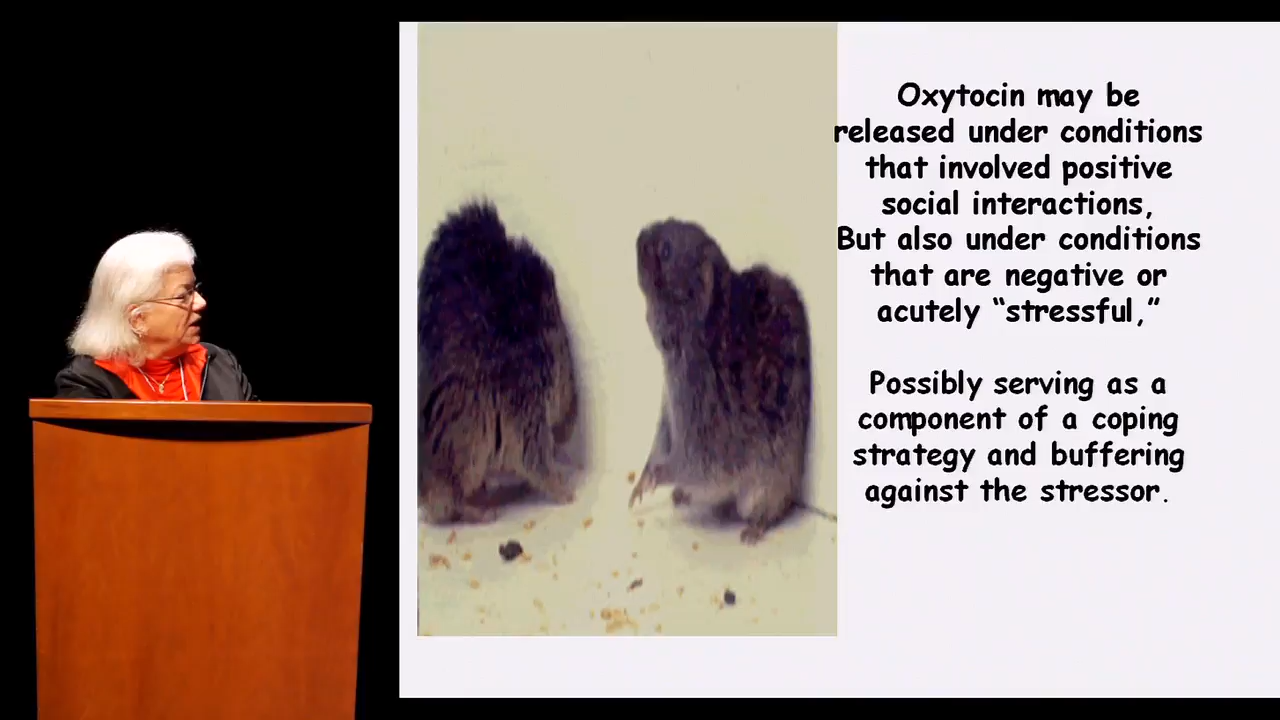 Oxytocin may be
released under conditions
that involved positive
social interactions,
But also under conditions
that are negative or
acutely “stressful,”
Possibly serving as a
component of a coping
strategy and buffering
against the stressor.